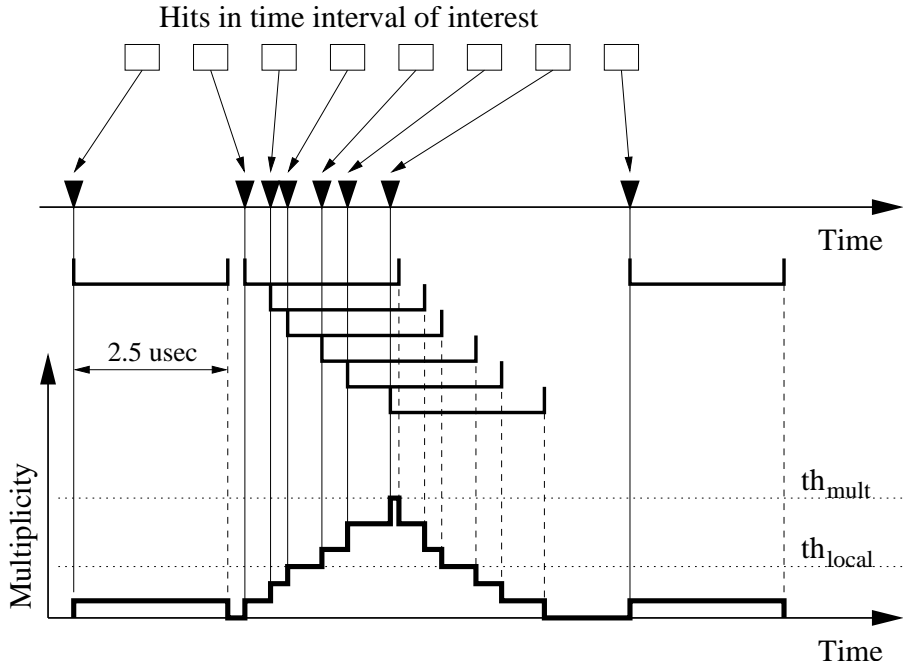 Hits in time interval of interest
Time
2.5 usec
Multiplicity
th_mult
th_local
Time